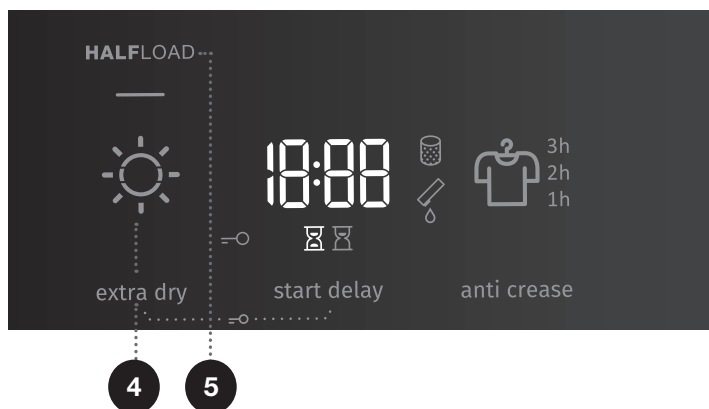 HALFLOAD
18:88
3h
2h
1h
extra dry
start delay
anti crease
4
5